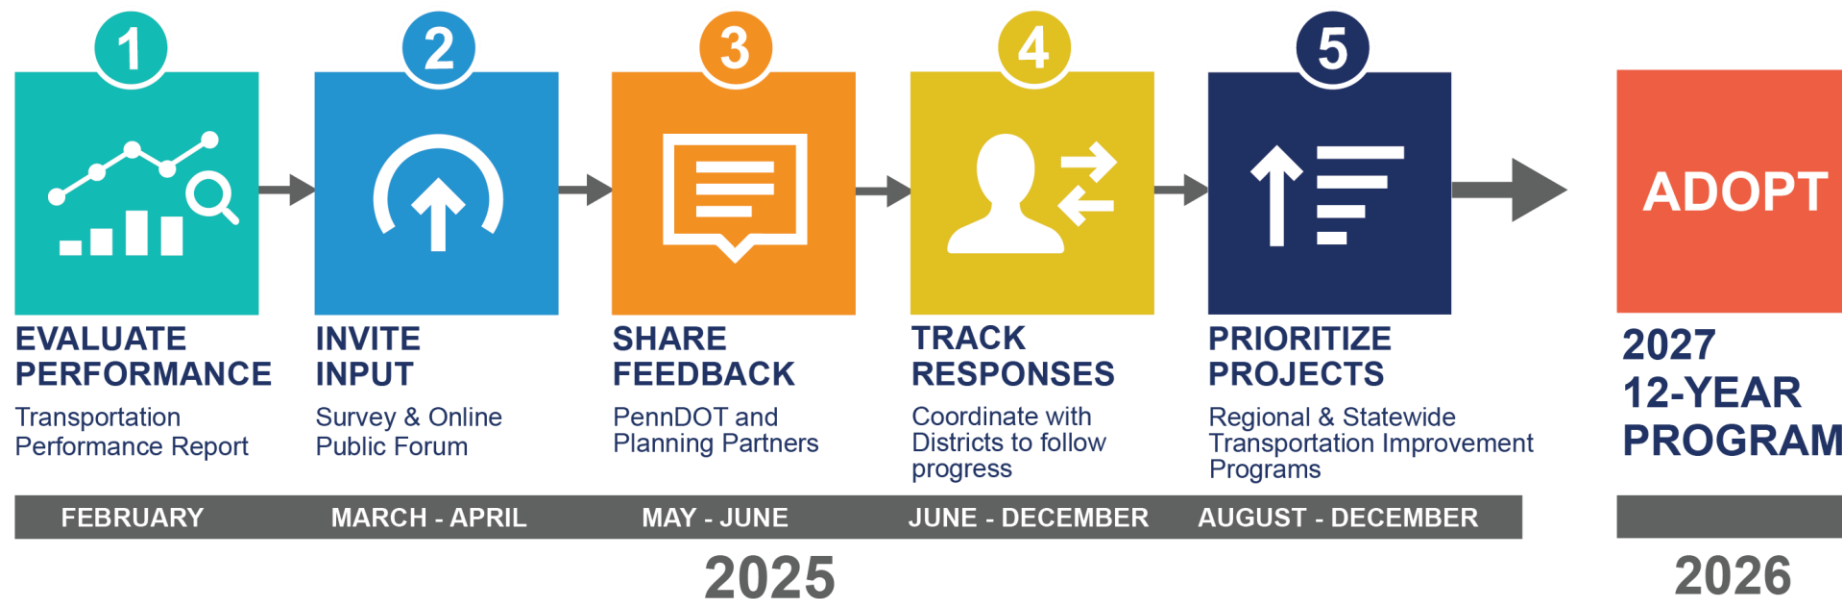 1
EVALUATE
PERFORMANCE
Transportation
Performance Report
FEBRUARY
2
INVITE
INPUT
Survey & Online
Public Forum
MARCH - APRIL
3
SHARE
FEEDBACK
PennDOT and
Planning Partners
MAY - JUNE
4
TRACK
RESPONSES
Coordinate with
Districts to follow
progress
JUNE - DECEMBER
5
PRIORITIZE
PROJECTS
Regional & Statewide
Transportation Improvement
Programs
AUGUST - DECEMBER
2025
ADOPT
2027
12-YEAR
PROGRAM
2026